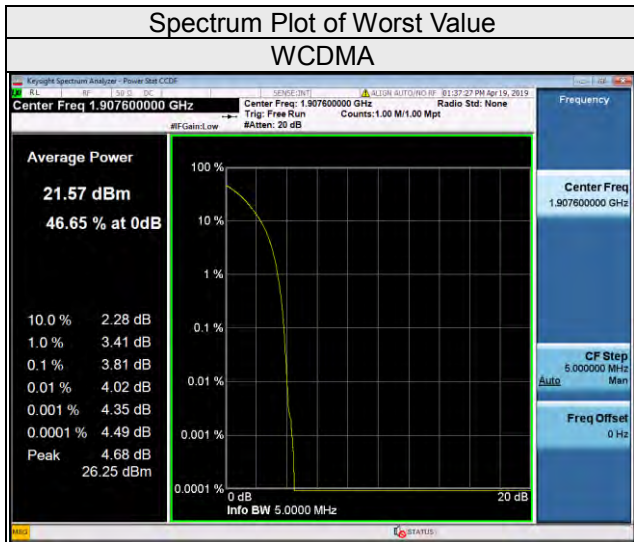 Spectrum Plot of Worst Value
WCDMA
Keysight Spectrum Analyzer - Power Stat CCDF
RL RF 50 Ω DC SENSE:INT ALIGN AUTO/NO RF 01:37:27 PM Apr 19, 2019
Center Freq 1.907600000 GHz
Center Freq: 1.907600000 GHz Radio Std: None
Trig: Free Run Counts:1.00 M/1.00 Mpt
#IFGain:Low #Atten: 20 dB
Frequency
Average Power
21.57 dBm
46.65 % at 0dB
10.0 % 2.28 dB
1.0 % 3.41 dB
0.1 % 3.81 dB
0.01 % 4.02 dB
0.001 % 4.35 dB
0.0001 % 4.49 dB
Peak 4.68 dB
26.25 dBm
100 %
10 %
1 %
0.1 %
0.01 %
0.001 %
0.0001 %
0 dB 20 dB
Info BW 5.0000 MHz
Center Freq
1.907600000 GHz
CF Step
5.000000 MHz
Auto Man
Freq Offset
0 Hz
MSG STATUS